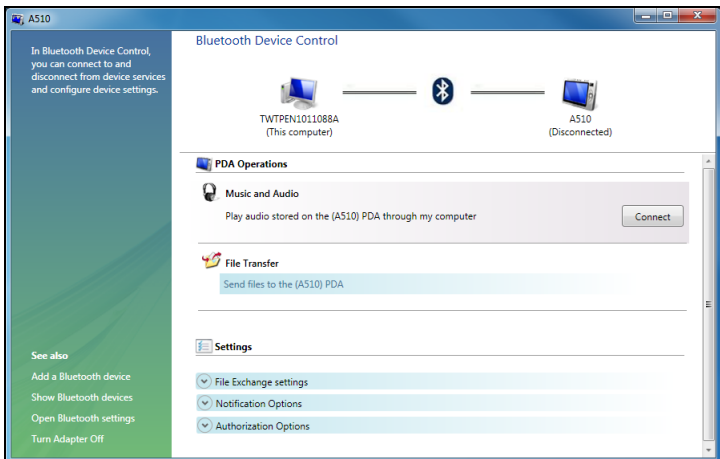 A510
In Bluetooth Device Control,
you can connect to and
disconnect from device services
and configure device settings.
Bluetooth Device Control
TWTPEN1011088A
(This computer)
A510
(Disconnected)
PDA Operations
Music and Audio
Play audio stored on the (A510) PDA through my computer
Connect
File Transfer
Send files to the (A510) PDA
Settings
File Exchange settings
Notification Options
Authorization Options
See also
Add a Bluetooth device
Show Bluetooth devices
Open Bluetooth settings
Turn Adapter Off